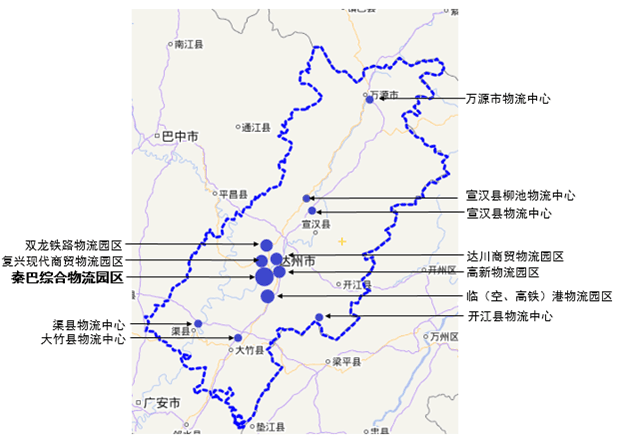 南江县
万源市
万源市物流中心
通江县
巴中市
平昌县
宣汉县柳池物流中心
宣汉县物流中心
宣汉县
双龙铁路物流园区
复兴现代商贸物流园区
达州市
达川商贸物流园区
秦巴综合物流园区
高新物流园区
开州区
开江县
临（空、高铁）港物流园区
渠县物流中心
渠县
开江县物流中心
大竹县物流中心
万州区
大竹县
梁平县
广安市
垫江县
忠县